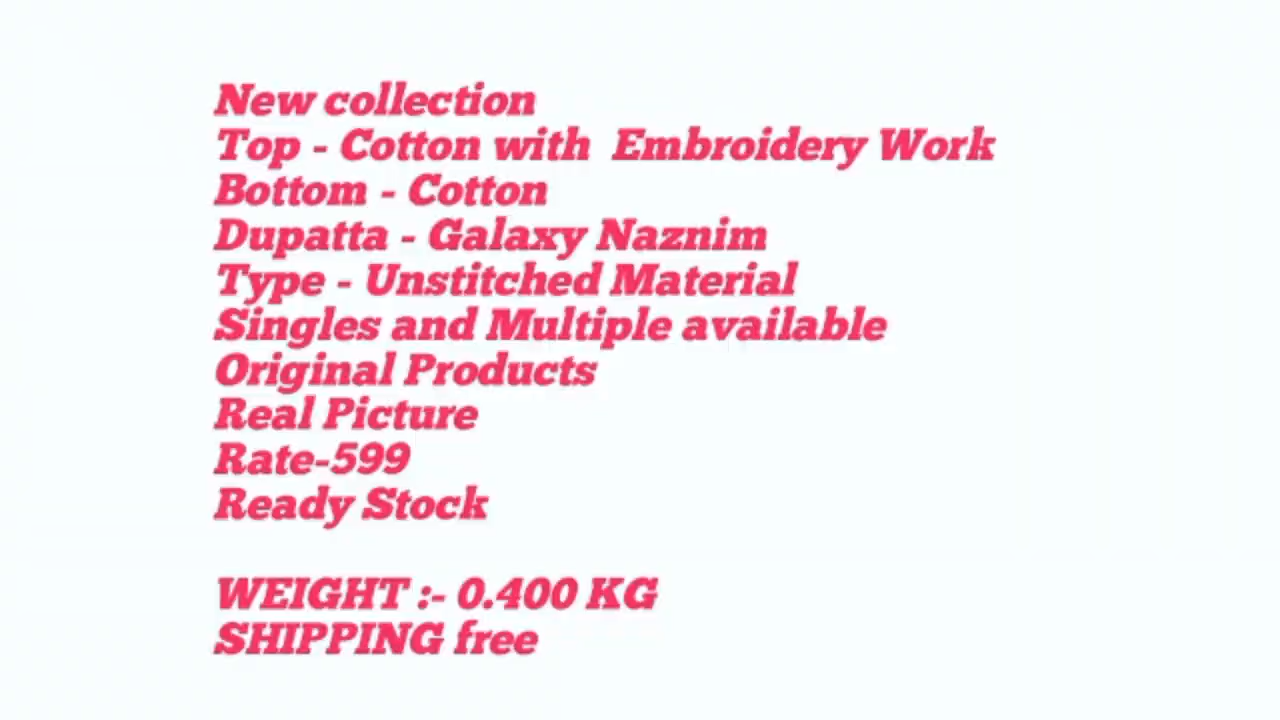 New collection
Top - Cotton with Embroidery Work
Bottom - Cotton
Dupatta - Galaxy Naznim
Type - Unstitched Material
Singles and Multiple available
Original Products
Real Picture
Rate-599
Ready Stock
WEIGHT :- 0.400 KG
SHIPPING free